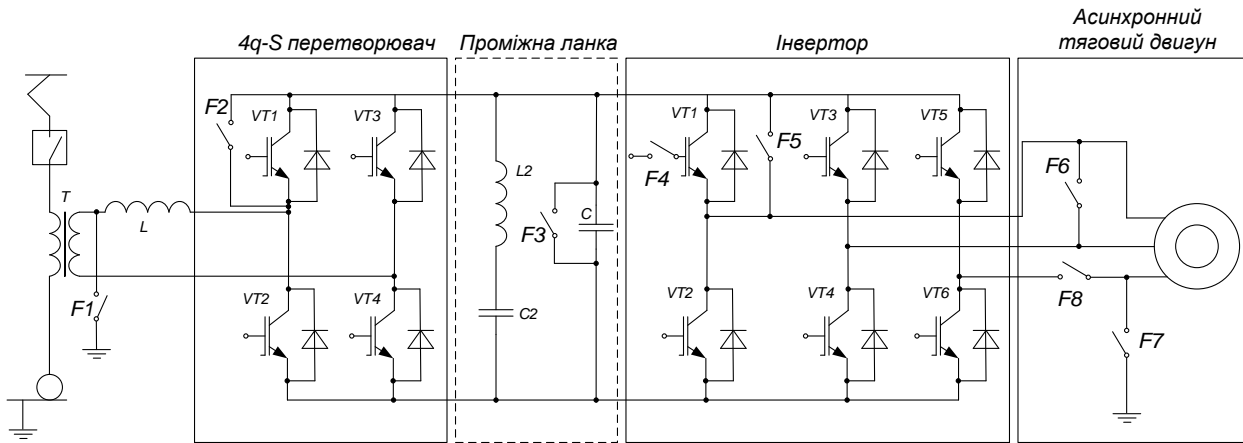 4q-S перетворювач
Проміжна ланка
Інвертор
Асинхронний
тяговий двигун
F2
VT1
VT3
VT1
VT3
VT5
F5
F4
F6
L2
F3
C
T
L
F1
VT2
VT4
C2
VT2
VT4
VT6
F8
F7